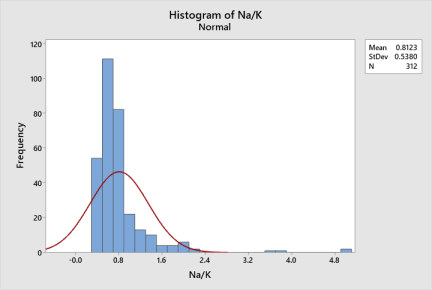 Histogram of Na/K
Normal
Mean 0.8123
StDev 0.5380
N 312
Frequency
120
100
80
60
40
20
0
-0.0 0.8 1.6 2.4 3.2 4.0 4.8
Na/K